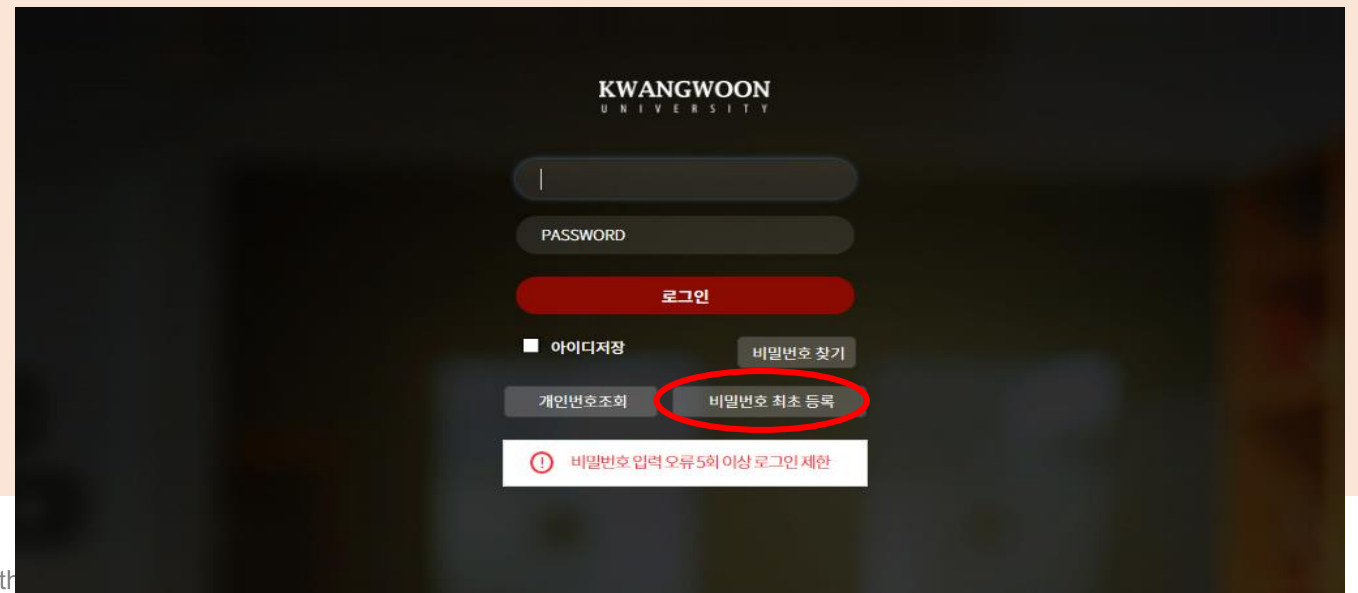 KWANGWOON
UNIVERSITY
PASSWORD
로그인
아이디저장
비밀번호 찾기
개인번호조회
비밀번호 최초 등록
비밀번호 입력 오류 5회 이상 로그인 제한
th